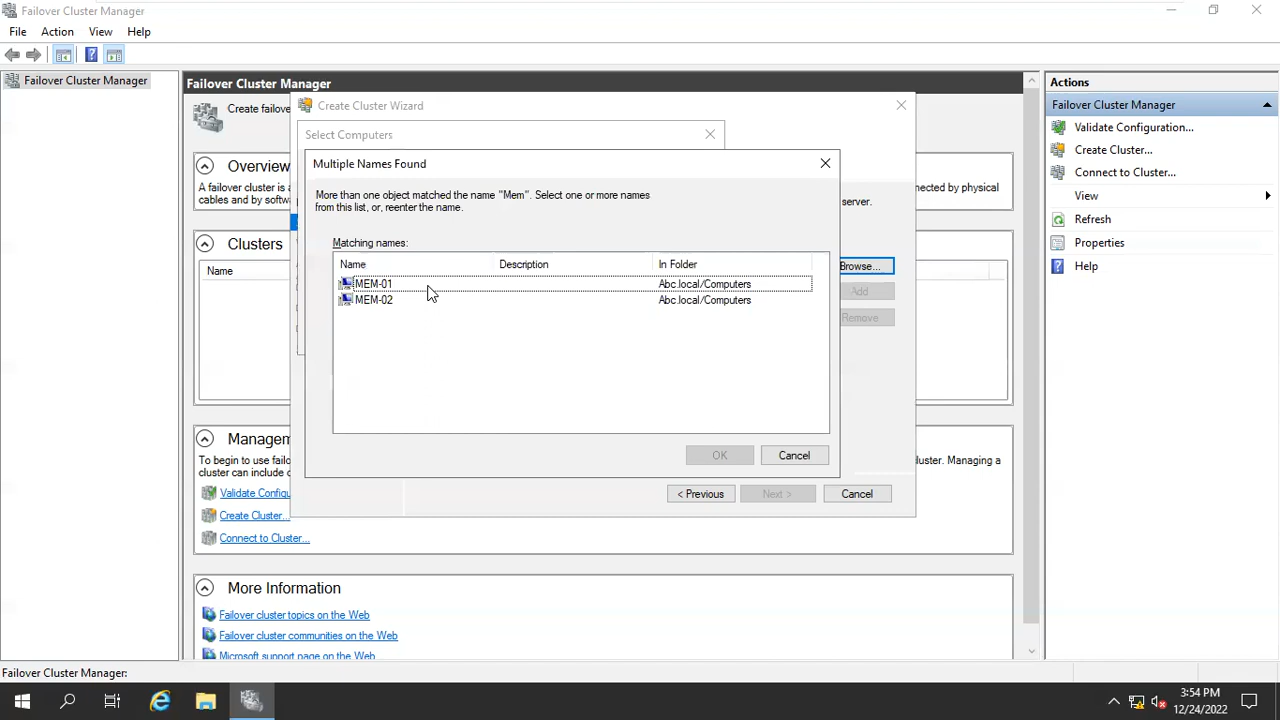 Failover Cluster Manager
File Action View Help
Failover Cluster Manager
Failover Cluster Manager
Create failove
Create Cluster Wizard
Select Computers
Multiple Names Found
More than one object matched the name "Mem". Select one or more names
from this list, or, reenter the name.
Matching names:
Name Description In Folder
MEM-01 Abc.local/Computers
MEM-02 Abc.local/Computers
OK Cancel
server.
Browse...
Add
Remove
< Previous Next > Cancel
Overview
A failover cluster is a
cables and by softw
nected by physical
Clusters
Name
Managem
To begin to use failo
cluster can include
luster. Managing a
Validate Configu
Create Cluster...
Connect to Cluster...
More Information
Failover cluster topics on the Web
Failover cluster communities on the Web
Microsoft support page on the Web
Actions
Failover Cluster Manager
Validate Configuration...
Create Cluster...
Connect to Cluster...
View
Refresh
Properties
Help
Failover Cluster Manager:
3:54 PM
12/24/2022